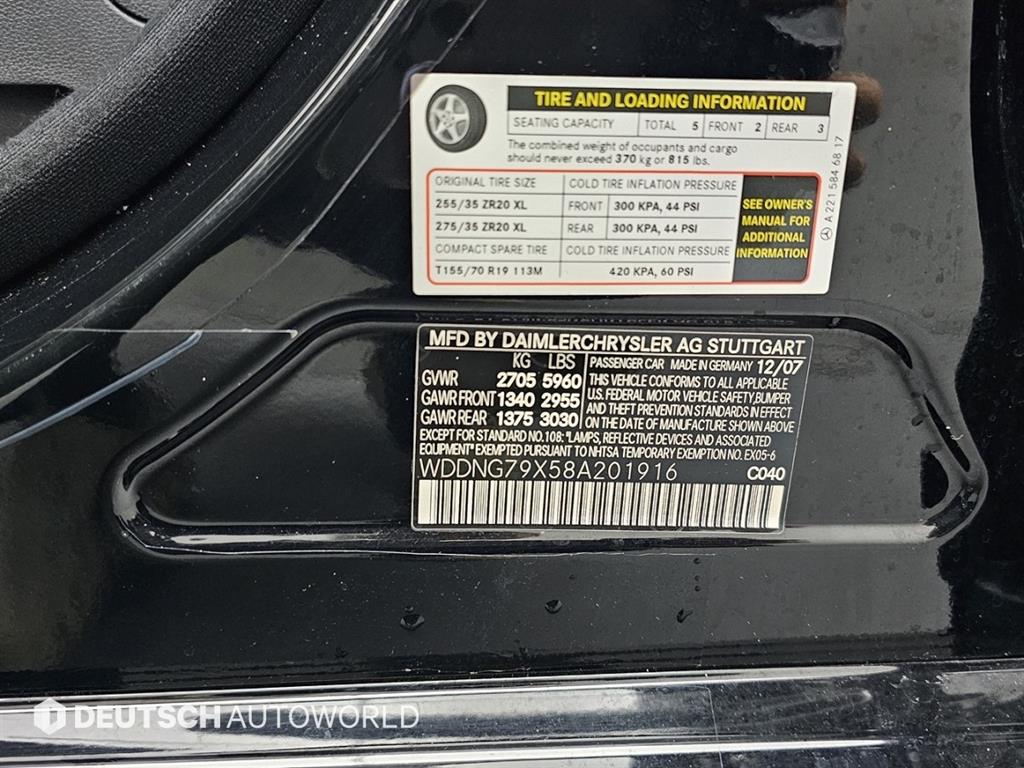 TIRE AND LOADING INFORMATION
SEATING CAPACITY TOTAL 5 FRONT 2 REAR 3
The combined weight of occupants and cargo
should never exceed 370 kg or 815 lbs.
ORIGINAL TIRE SIZE COLD TIRE INFLATION PRESSURE
255/35 ZR20 XL FRONT 300 KPA, 44 PSI
275/35 ZR20 XL REAR 300 KPA, 44 PSI
COMPACT SPARE TIRE COLD TIRE INFLATION PRESSURE
T155/70 R19 113M 420 KPA, 60 PSI
SEE OWNER'S
MANUAL FOR
ADDITIONAL
INFORMATION
A 221 584 68 17
MFD BY DAIMLERCHRYSLER AG STUTTGART
KG LBS
GVWR 2705 5960
GAWR FRONT 1340 2955
GAWR REAR 1375 3030
PASSENGER CAR MADE IN GERMANY 12/07
THIS VEHICLE CONFORMS TO ALL APPLICABLE
U.S. FEDERAL MOTOR VEHICLE SAFETY, BUMPER
AND THEFT PREVENTION STANDARDS IN EFFECT
ON THE DATE OF MANUFACTURE SHOWN ABOVE
EXCEPT FOR STANDARD NO. 108: "LAMPS, REFLECTIVE DEVICES AND ASSOCIATED
EQUIPMENT" EXEMPTED PURSUANT TO NHTSA TEMPORARY EXEMPTION NO. EX05-6
WDDNG79X58A201916 C040
DEUTSCH AUTOWORLD